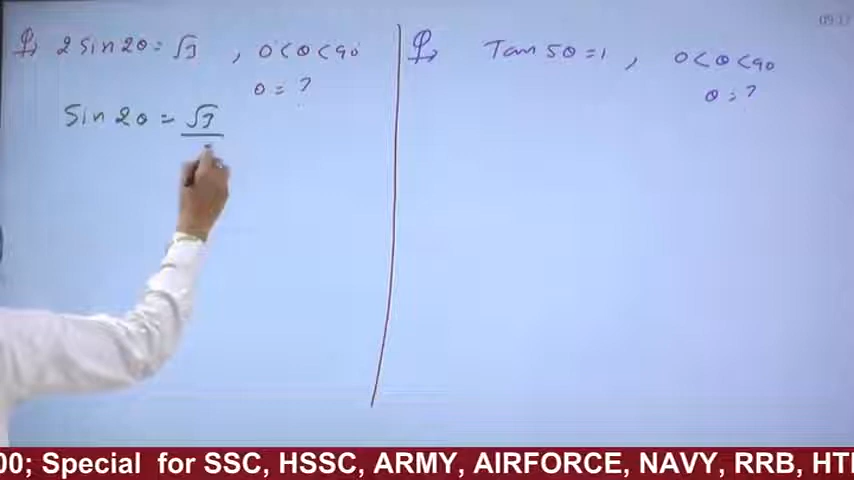 Q, 2 Sin 2θ = √3 , 0 < θ < 90
θ = ?
Sin 2θ = √3
Q, Tan 5θ = 1 , 0 < θ < 90
θ = ?
00; Special for SSC, HSSC, ARMY, AIRFORCE, NAVY, RRB, HT